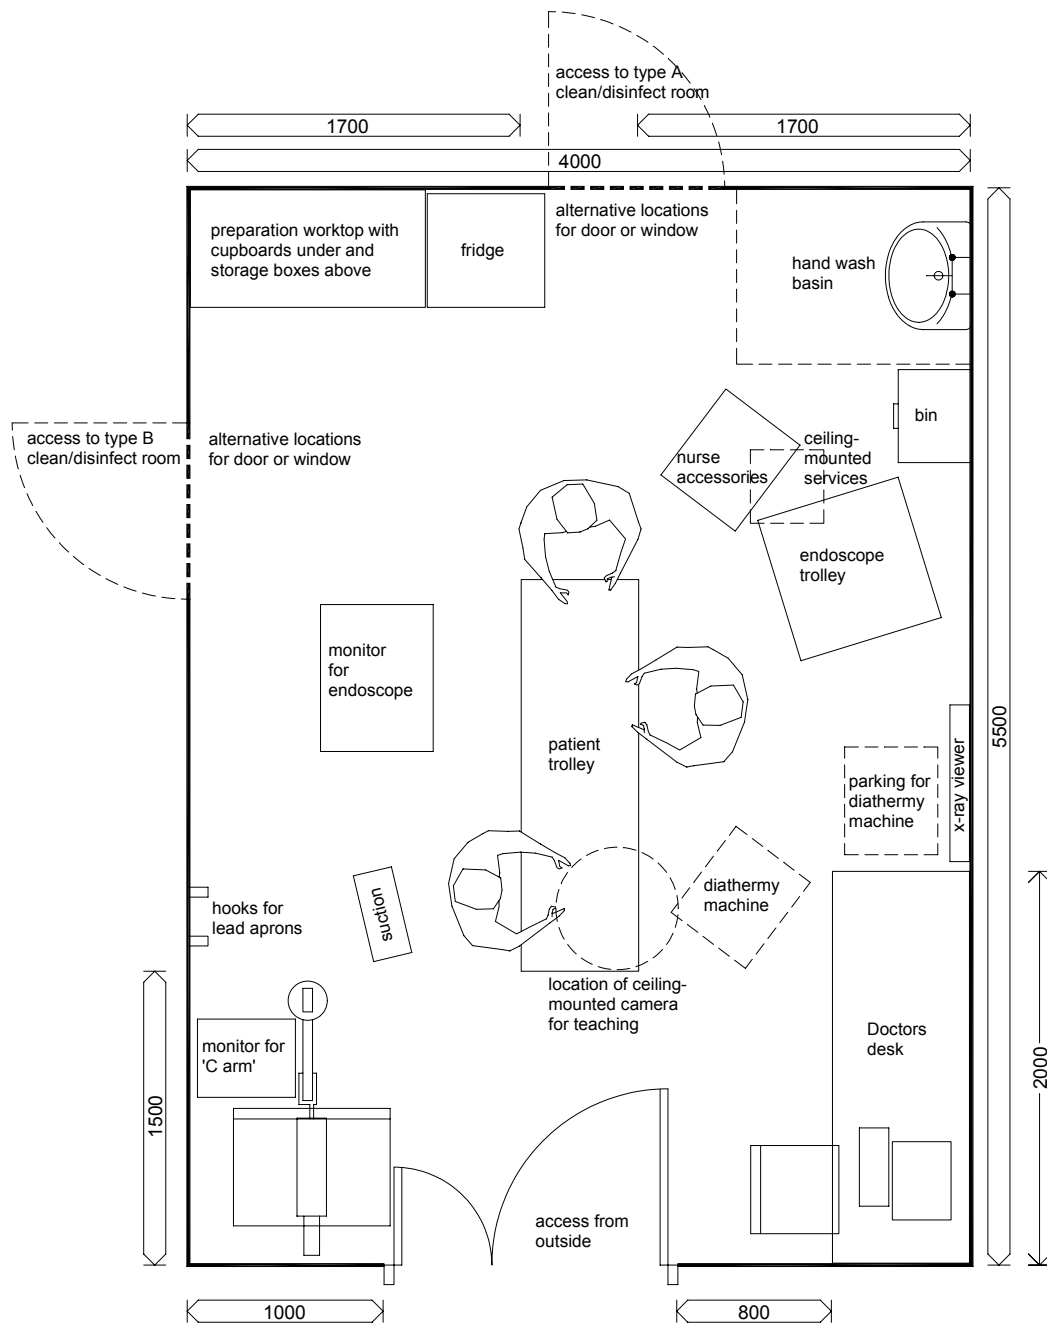 access to type A
clean/disinfect room
1700
1700
4000
preparation worktop with
cupboards under and
storage boxes above
fridge
alternative locations
for door or window
hand wash
basin
access to type B
clean/disinfect room
alternative locations
for door or window
bin
nurse
accessories
ceiling-
mounted
services
endoscope
trolley
monitor
for
endoscope
patient
trolley
5500
x-ray viewer
parking for
diathermy
machine
diathermy
machine
suction
hooks for
lead aprons
location of ceiling-
mounted camera
for teaching
monitor for
'C arm'
Doctors
desk
2000
1500
access from
outside
1000
800